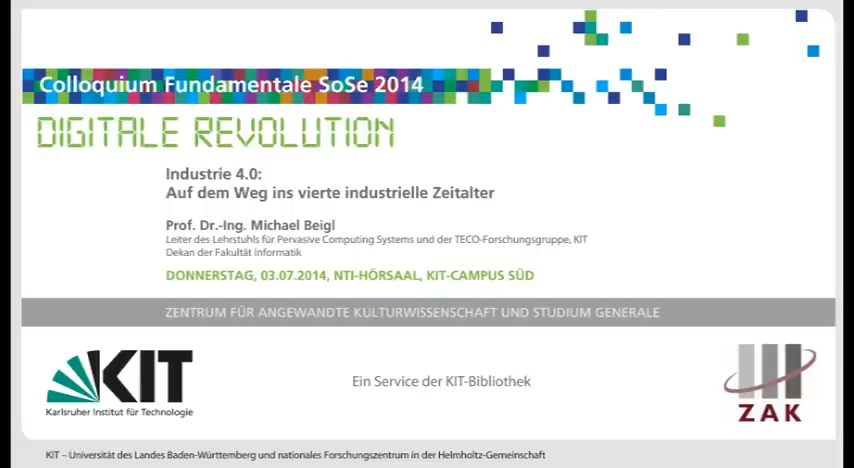 Colloquium Fundamentale SoSe 2014
DIGITALE REVOLUTION
Industrie 4.0:
Auf dem Weg ins vierte industrielle Zeitalter
Prof. Dr.-Ing. Michael Beigl
Leiter des Lehrstuhls für Pervasive Computing Systems und der TECO-Forschungsgruppe, KIT
Dekan der Fakultät Informatik
DONNERSTAG, 03.07.2014, NTI-HÖRSAAL, KIT-CAMPUS SÜD
ZENTRUM FÜR ANGEWANDTE KULTURWISSENSCHAFT UND STUDIUM GENERALE
KIT
Karlsruher Institut für Technologie
Ein Service der KIT-Bibliothek
ZAK
KIT – Universität des Landes Baden-Württemberg und nationales Forschungszentrum in der Helmholtz-Gemeinschaft